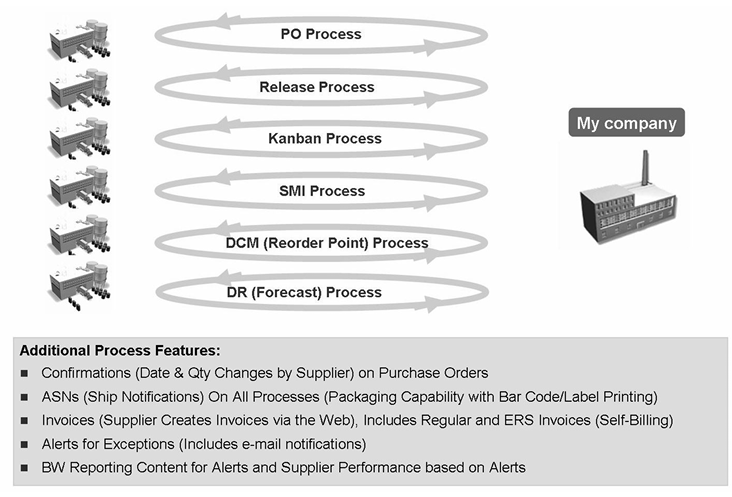 PO Process
Release Process
Kanban Process
My company
SMI Process
DCM (Reorder Point) Process
DR (Forecast) Process
Additional Process Features:
Confirmations (Date & Qty Changes by Supplier) on Purchase Orders
ASNs (Ship Notifications) On All Processes (Packaging Capability with Bar Code/Label Printing)
Invoices (Supplier Creates Invoices via the Web), Includes Regular and ERS Invoices (Self-Billing)
Alerts for Exceptions (Includes e-mail notifications)
BW Reporting Content for Alerts and Supplier Performance based on Alerts